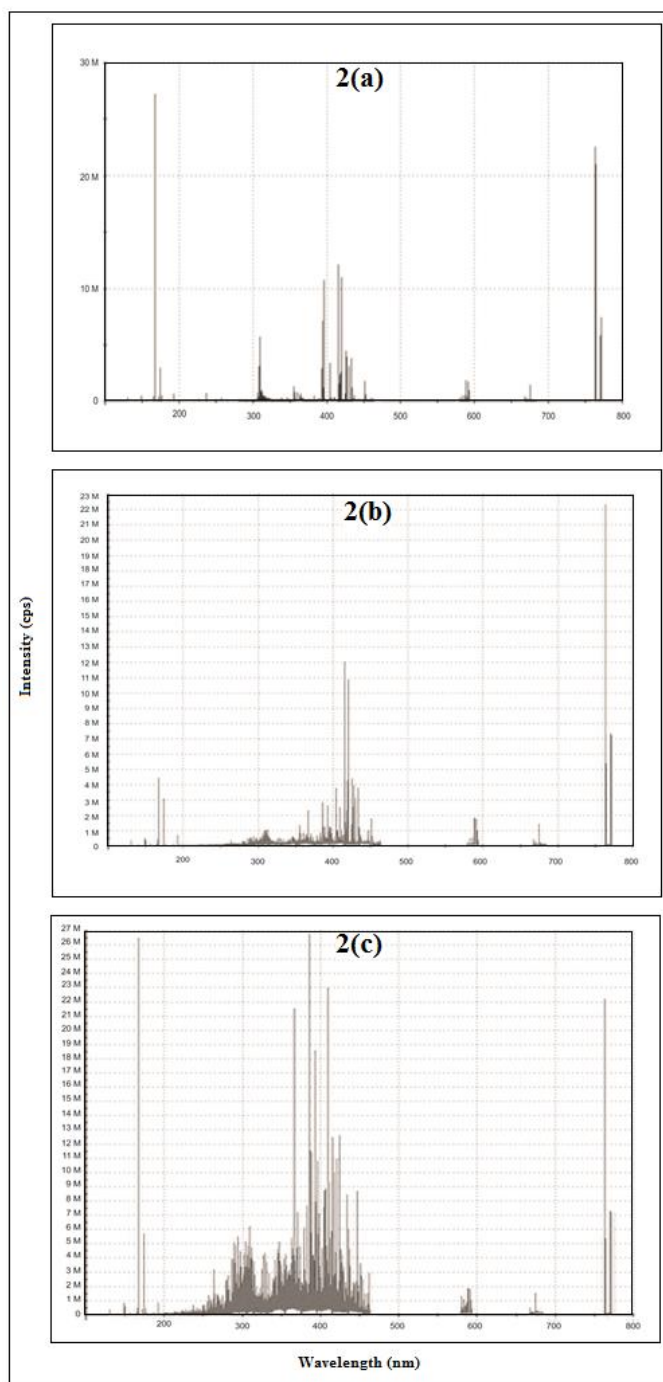 2(a)
30 M
20 M
10 M
0
200 300 400 500 600 700 800
2(b)
23 M
22 M
21 M
20 M
19 M
18 M
17 M
16 M
15 M
14 M
13 M
12 M
11 M
10 M
9 M
8 M
7 M
6 M
5 M
4 M
3 M
2 M
1 M
0
200 300 400 500 600 700 800
Intensity (cps)
2(c)
27 M
26 M
25 M
24 M
23 M
22 M
21 M
20 M
19 M
18 M
17 M
16 M
15 M
14 M
13 M
12 M
11 M
10 M
9 M
8 M
7 M
6 M
5 M
4 M
3 M
2 M
1 M
0
200 300 400 500 600 700 800
Wavelength (nm)